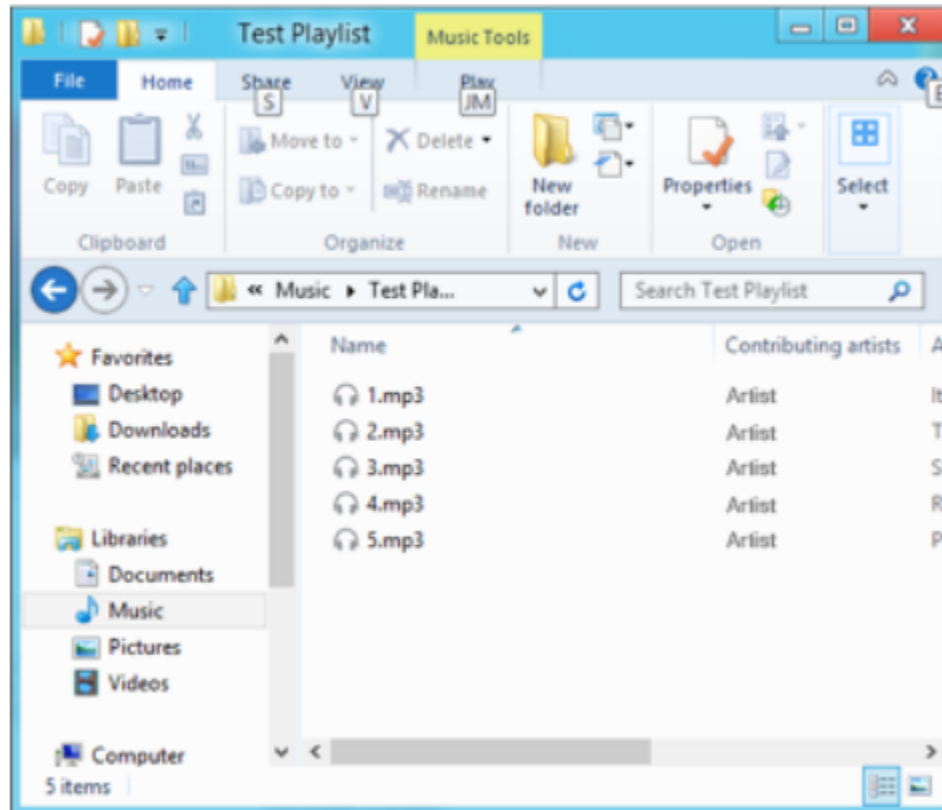 Test Playlist
Music Tools
File Home Share View Play
S V JM E
Copy Paste
Move to
Copy to
Delete
Rename
New folder
Properties
Select
Clipboard Organize New Open
« Music ▸ Test Pla...
Search Test Playlist
Favorites
Desktop
Downloads
Recent places
Libraries
Documents
Music
Pictures
Videos
Computer
Name Contributing artists A
1.mp3 Artist It
2.mp3 Artist T
3.mp3 Artist S
4.mp3 Artist R
5.mp3 Artist P
5 items